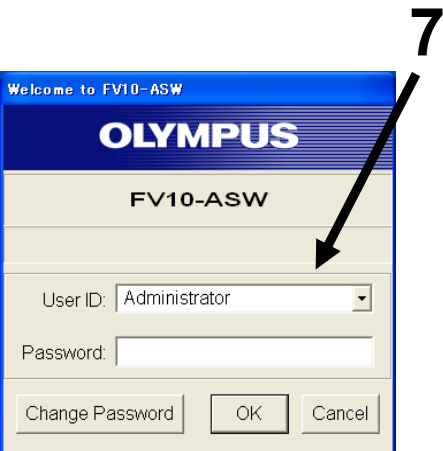 7
Welcome to FV10-ASW
OLYMPUS
FV10-ASW
User ID: Administrator
Password:
Change Password OK Cancel